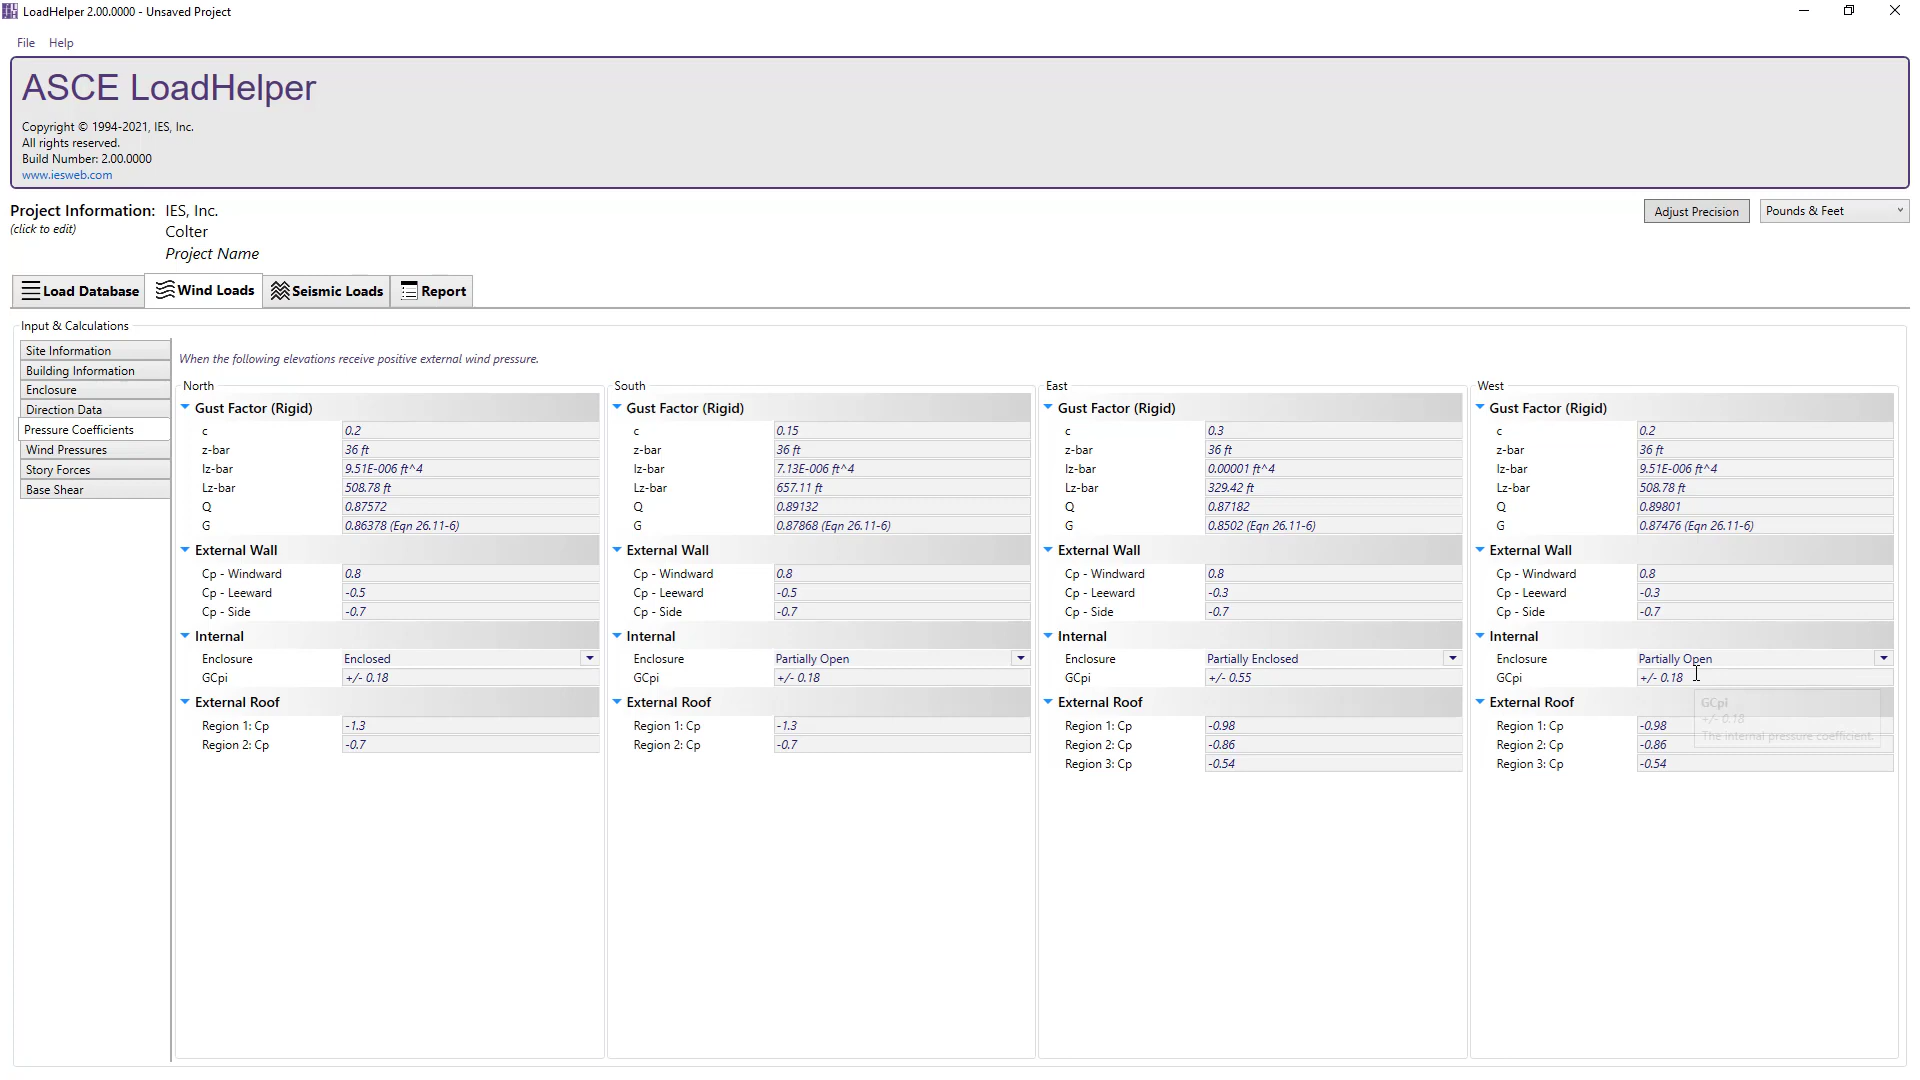 LoadHelper 2.00.0000 - Unsaved Project
File Help
ASCE LoadHelper
Copyright © 1994-2021, IES, Inc.
All rights reserved.
Build Number: 2.00.0000
www.iesweb.com
Project Information: IES, Inc.
(click to edit)
Colter
Project Name
Adjust Precision
Pounds & Feet
Load Database
Wind Loads
Seismic Loads
Report
Input & Calculations
Site Information
Building Information
Enclosure
Direction Data
Pressure Coefficients
Wind Pressures
Story Forces
Base Shear
When the following elevations receive positive external wind pressure.
North
Gust Factor (Rigid)
c 0.2
z-bar 36 ft
Iz-bar 9.51E-006 ft^4
Lz-bar 508.78 ft
Q 0.87572
G 0.86378 (Eqn 26.11-6)
External Wall
Cp - Windward 0.8
Cp - Leeward -0.5
Cp - Side -0.7
Internal
Enclosure Enclosed
GCpi +/- 0.18
External Roof
Region 1: Cp -1.3
Region 2: Cp -0.7
South
Gust Factor (Rigid)
c 0.15
z-bar 36 ft
Iz-bar 7.13E-006 ft^4
Lz-bar 657.11 ft
Q 0.89132
G 0.87868 (Eqn 26.11-6)
External Wall
Cp - Windward 0.8
Cp - Leeward -0.5
Cp - Side -0.7
Internal
Enclosure Partially Open
GCpi +/- 0.18
External Roof
Region 1: Cp -1.3
Region 2: Cp -0.7
East
Gust Factor (Rigid)
c 0.3
z-bar 36 ft
Iz-bar 0.00001 ft^4
Lz-bar 329.42 ft
Q 0.87182
G 0.8502 (Eqn 26.11-6)
External Wall
Cp - Windward 0.8
Cp - Leeward -0.3
Cp - Side -0.7
Internal
Enclosure Partially Enclosed
GCpi +/- 0.55
External Roof
Region 1: Cp -0.98
Region 2: Cp -0.86
Region 3: Cp -0.54
West
Gust Factor (Rigid)
c 0.2
z-bar 36 ft
Iz-bar 9.51E-006 ft^4
Lz-bar 508.78 ft
Q 0.89801
G 0.87476 (Eqn 26.11-6)
External Wall
Cp - Windward 0.8
Cp - Leeward -0.3
Cp - Side -0.7
Internal
Enclosure Partially Open
GCpi +/- 0.18
External Roof
Region 1: Cp -0.98
Region 2: Cp -0.86
Region 3: Cp -0.54
GCpi
+/- 0.18
The internal pressure coefficient.